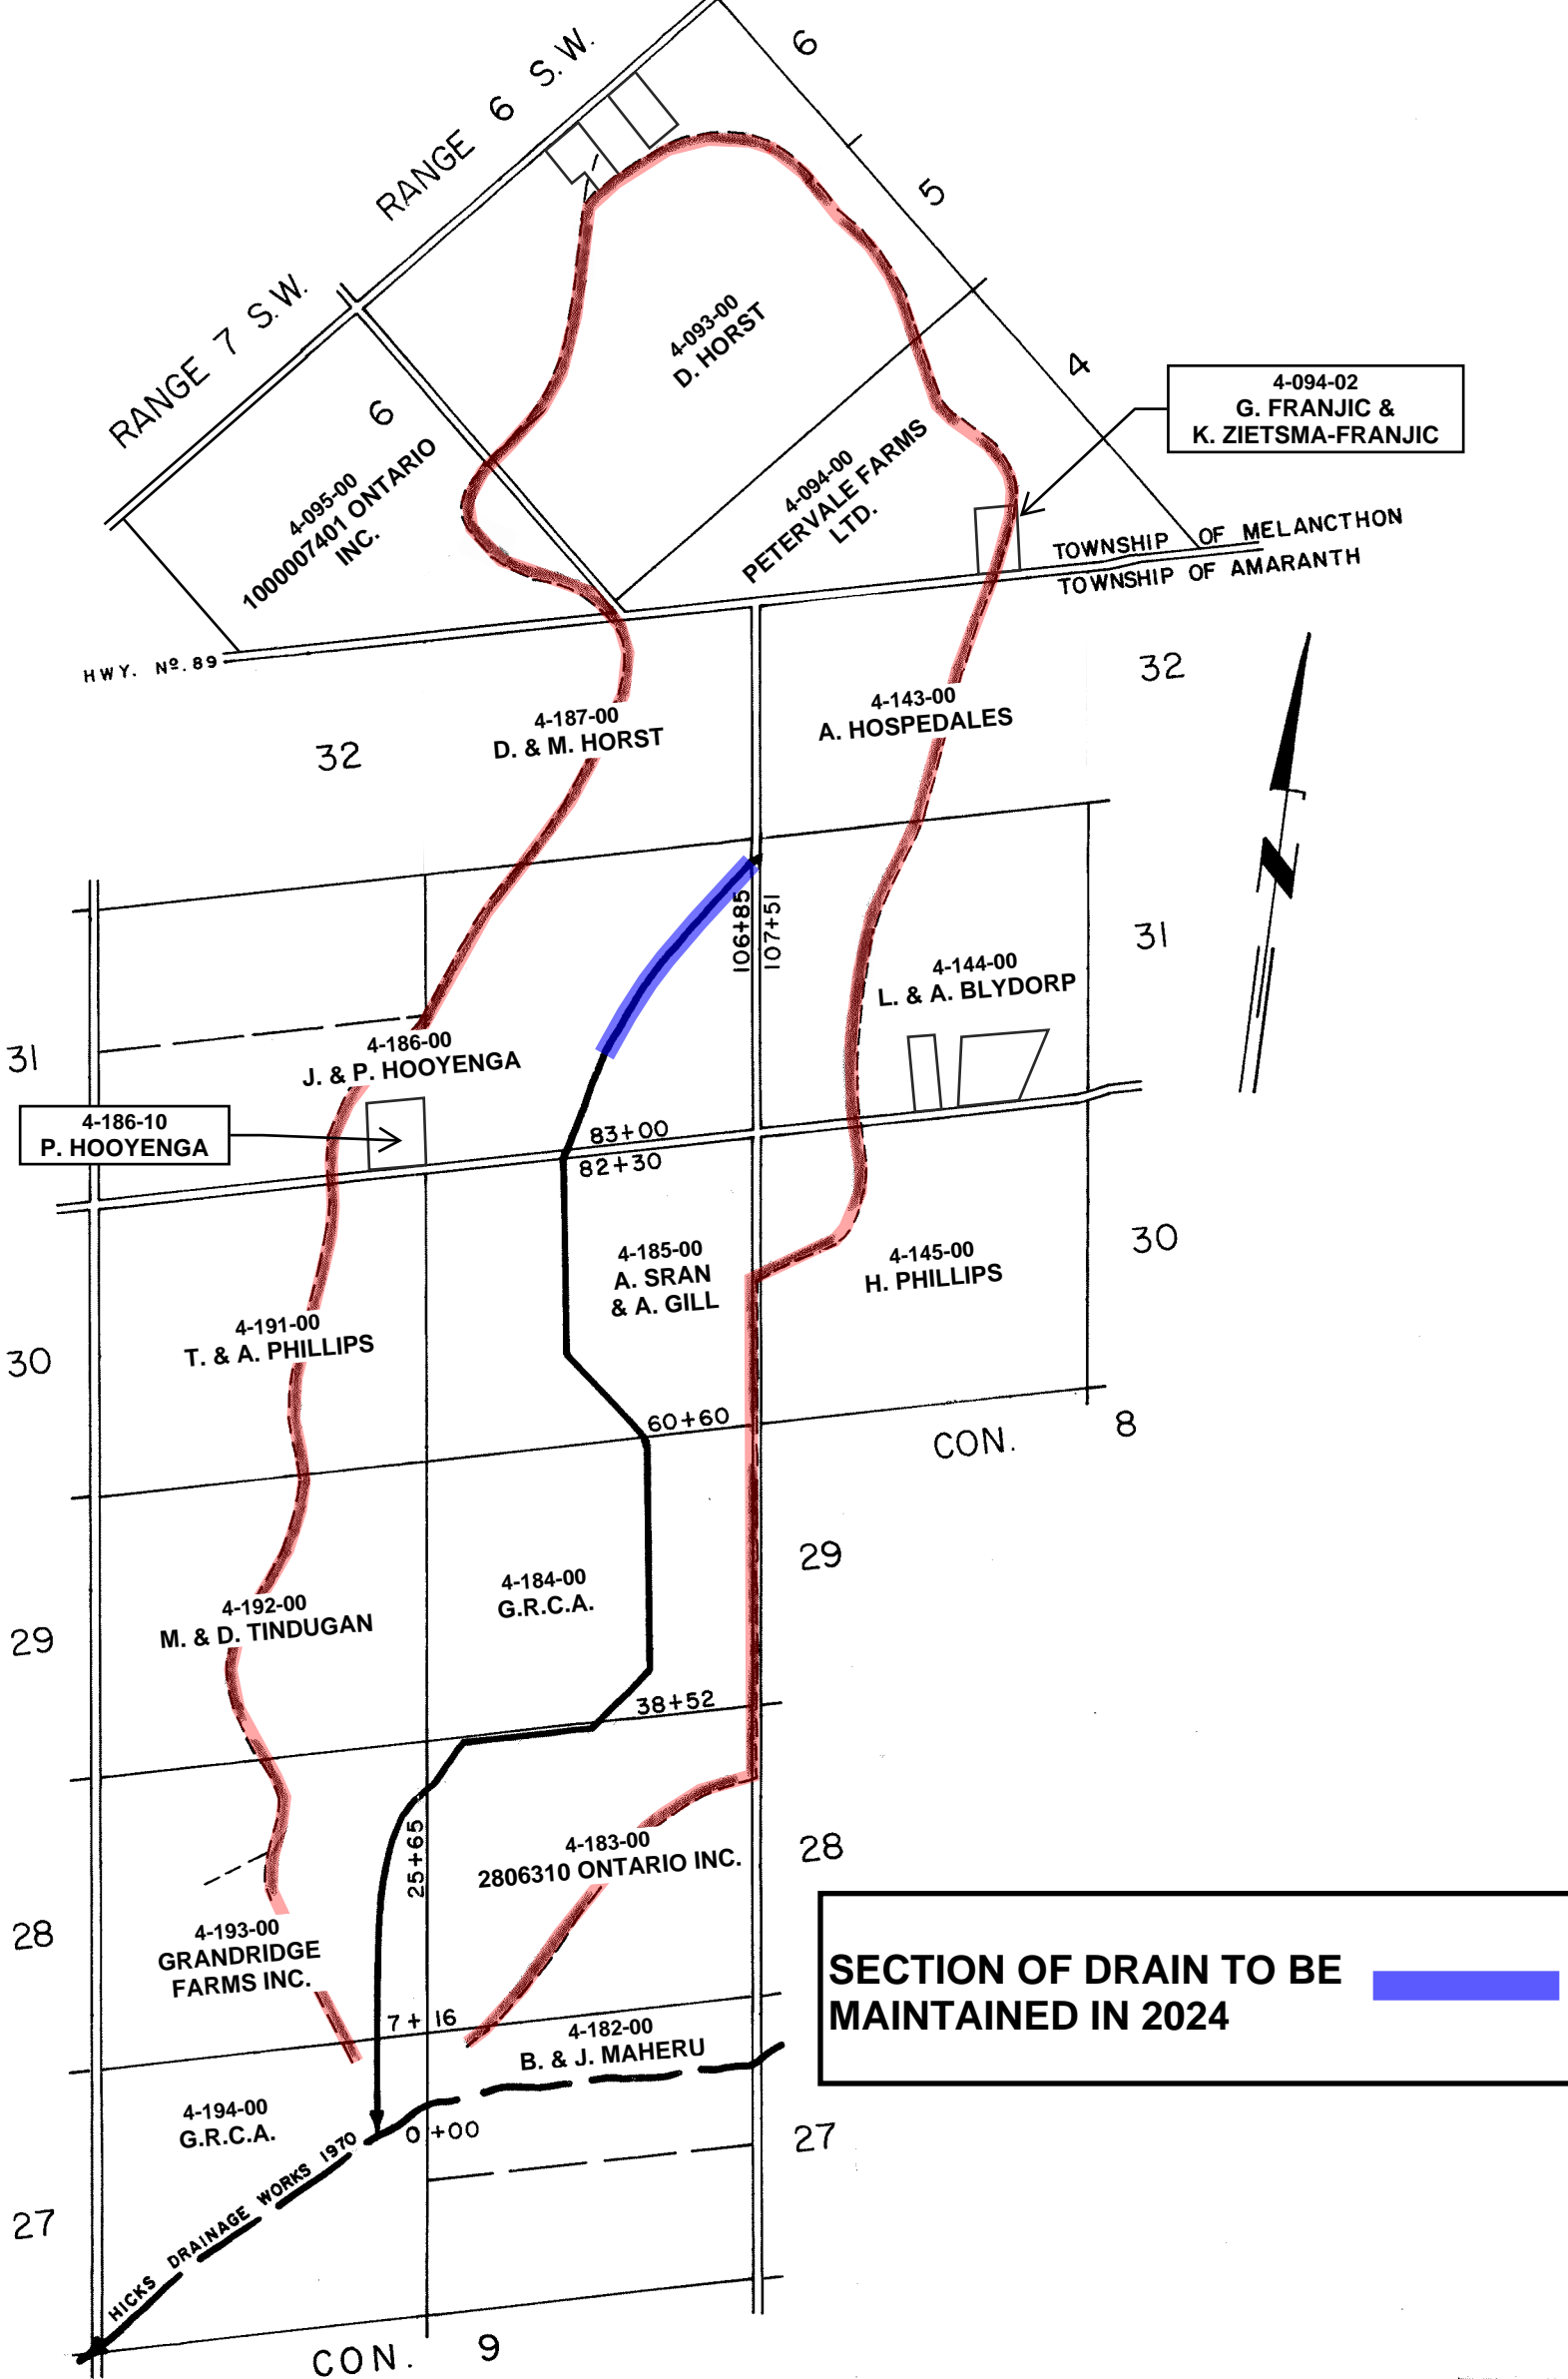 6
RANGE 6 S.W.
5
RANGE 7 S.W.
4-093-00
D. HORST
4
4-094-02
G. FRANJIC &
K. ZIETSMA-FRANJIC
6
4-095-00
1000007401 ONTARIO
INC.
4-094-00
PETERVALE FARMS
LTD.
TOWNSHIP OF MELANCTHON
TOWNSHIP OF AMARANTH
HWY. Nº. 89
32
4-187-00
D. & M. HORST
4-143-00
A. HOSPEDALES
32
106+85
107+51
31
4-144-00
L. & A. BLYDORP
N
31
4-186-00
J. & P. HOOYENGA
4-186-10
P. HOOYENGA
83+00
82+30
30
4-185-00
A. SRAN
& A. GILL
4-145-00
H. PHILLIPS
4-191-00
T. & A. PHILLIPS
30
60+60
CON. 8
29
4-184-00
G.R.C.A.
4-192-00
M. & D. TINDUGAN
29
38+52
25+65
4-183-00
2806310 ONTARIO INC.
28
4-193-00
GRANDRIDGE
FARMS INC.
28
SECTION OF DRAIN TO BE
MAINTAINED IN 2024
7+16
4-182-00
B. & J. MAHERU
4-194-00
G.R.C.A.
0+00
27
27
HICKS DRAINAGE WORKS 1970
CON. 9